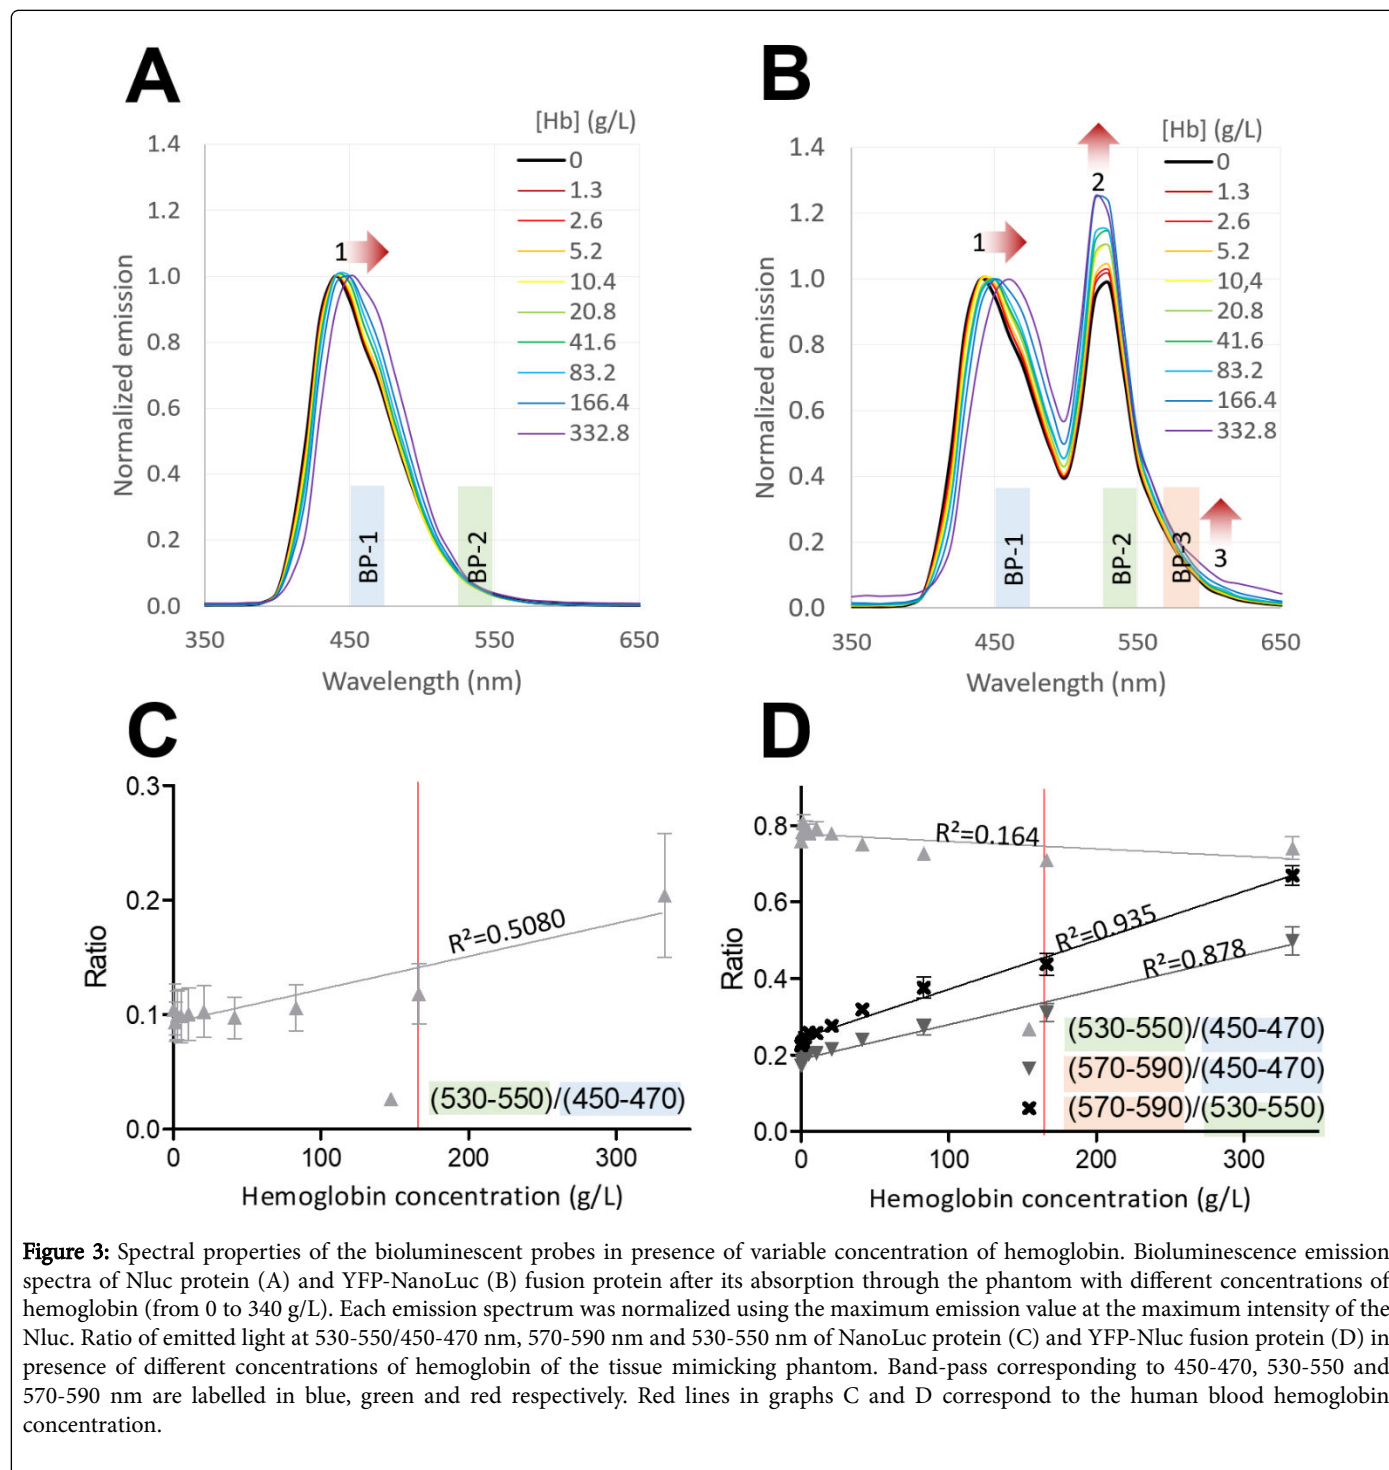 A
[Hb] (g/L)
1.4
1.2
1.0
0.8
0.6
0.4
0.2
0.0
Normalized emission
1
0
1.3
2.6
5.2
10.4
20.8
41.6
83.2
166.4
332.8
BP-1
BP-2
350
450
550
650
Wavelength (nm)
B
[Hb] (g/L)
1.4
1.2
1.0
0.8
0.6
0.4
0.2
0.0
Normalized emission
1
2
3
0
1.3
2.6
5.2
10,4
20.8
41.6
83.2
166.4
332.8
BP-1
BP-2
BP-3
350
450
550
650
Wavelength (nm)
C
0.3
0.2
0.1
0.0
Ratio
R²=0.5080
(530-550)/(450-470)
0
100
200
300
Hemoglobin concentration (g/L)
D
0.8
0.6
0.4
0.2
0.0
Ratio
R²=0.164
R²=0.935
R²=0.878
(530-550)/(450-470)
(570-590)/(450-470)
(570-590)/(530-550)
0
100
200
300
Hemoglobin concentration (g/L)
Figure 3: Spectral properties of the bioluminescent probes in presence of variable concentration of hemoglobin. Bioluminescence emission
spectra of Nluc protein (A) and YFP-NanoLuc (B) fusion protein after its absorption through the phantom with different concentrations of
hemoglobin (from 0 to 340 g/L). Each emission spectrum was normalized using the maximum emission value at the maximum intensity of the
Nluc. Ratio of emitted light at 530-550/450-470 nm, 570-590 nm and 530-550 nm of NanoLuc protein (C) and YFP-Nluc fusion protein (D) in
presence of different concentrations of hemoglobin of the tissue mimicking phantom. Band-pass corresponding to 450-470, 530-550 and
570-590 nm are labelled in blue, green and red respectively. Red lines in graphs C and D correspond to the human blood hemoglobin
concentration.